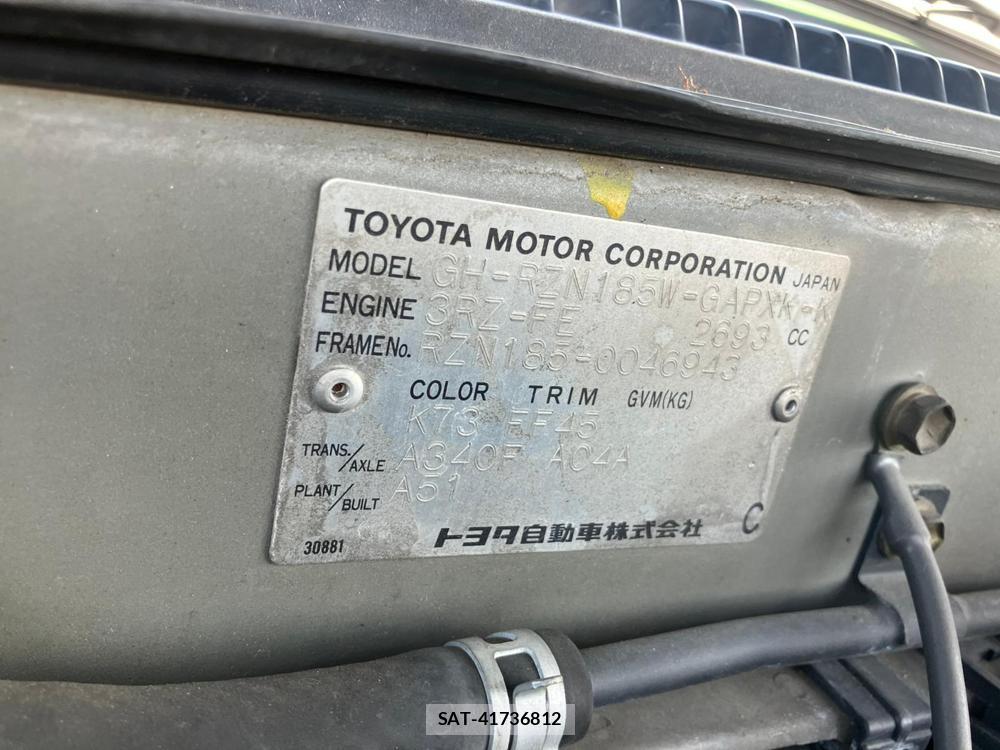 TOYOTA MOTOR CORPORATION JAPAN
MODEL GH-RZN185W-GAPXK-K
ENGINE 3RZ-FE 2693 CC
FRAME No. RZN185-0046943
COLOR TRIM GVM(KG)
K73 FF45
TRANS./AXLE A340F A04A
PLANT/BUILT A51
トヨタ自動車株式会社 C
30881
SAT-41736812